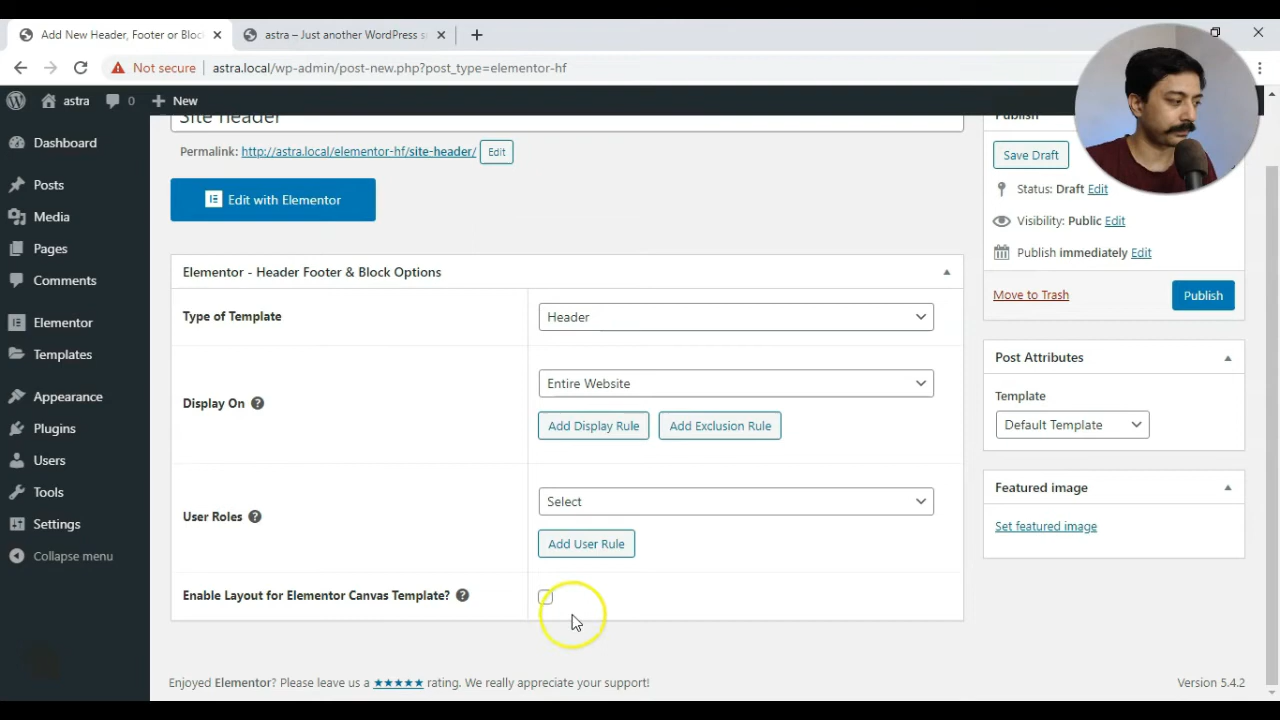 Add New Header, Footer or Bloc
astra – Just another WordPress s
Not secure
astra.local/wp-admin/post-new.php?post_type=elementor-hf
astra
0
New
Site header
Publish
Dashboard
Posts
Media
Pages
Comments
Elementor
Templates
Appearance
Plugins
Users
Tools
Settings
Collapse menu
Permalink: http://astra.local/elementor-hf/site-header/ Edit
Edit with Elementor
Elementor - Header Footer & Block Options
Type of Template
Header
Display On
Entire Website
Add Display Rule
Add Exclusion Rule
User Roles
Select
Add User Rule
Enable Layout for Elementor Canvas Template?
Save Draft
Status: Draft Edit
Visibility: Public Edit
Publish immediately Edit
Move to Trash
Publish
Post Attributes
Template
Default Template
Featured image
Set featured image
Enjoyed Elementor? Please leave us a ★★★★★ rating. We really appreciate your support!
Version 5.4.2